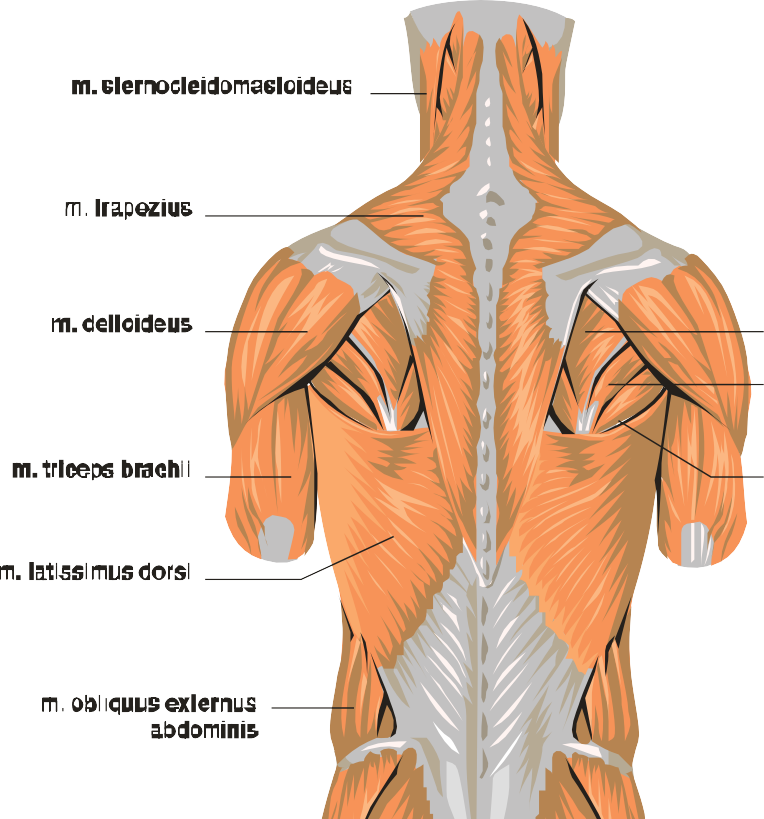 m. sternocleidomastoideus
m. trapezius
m. deltoideus
m. triceps brachii
m. latissimus dorsi
m. obliquus externus
abdominis